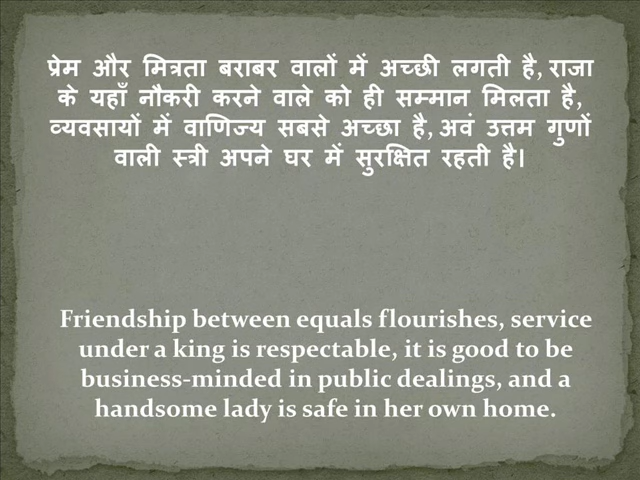 प्रेम और मित्रता बराबर वालों में अच्छी लगती है, राजा
के यहाँ नौकरी करने वाले को ही सम्मान मिलता है,
व्यवसायों में वाणिज्य सबसे अच्छा है, अवं उत्तम गुणों
वाली स्त्री अपने घर में सुरक्षित रहती है।
Friendship between equals flourishes, service
under a king is respectable, it is good to be
business-minded in public dealings, and a
handsome lady is safe in her own home.